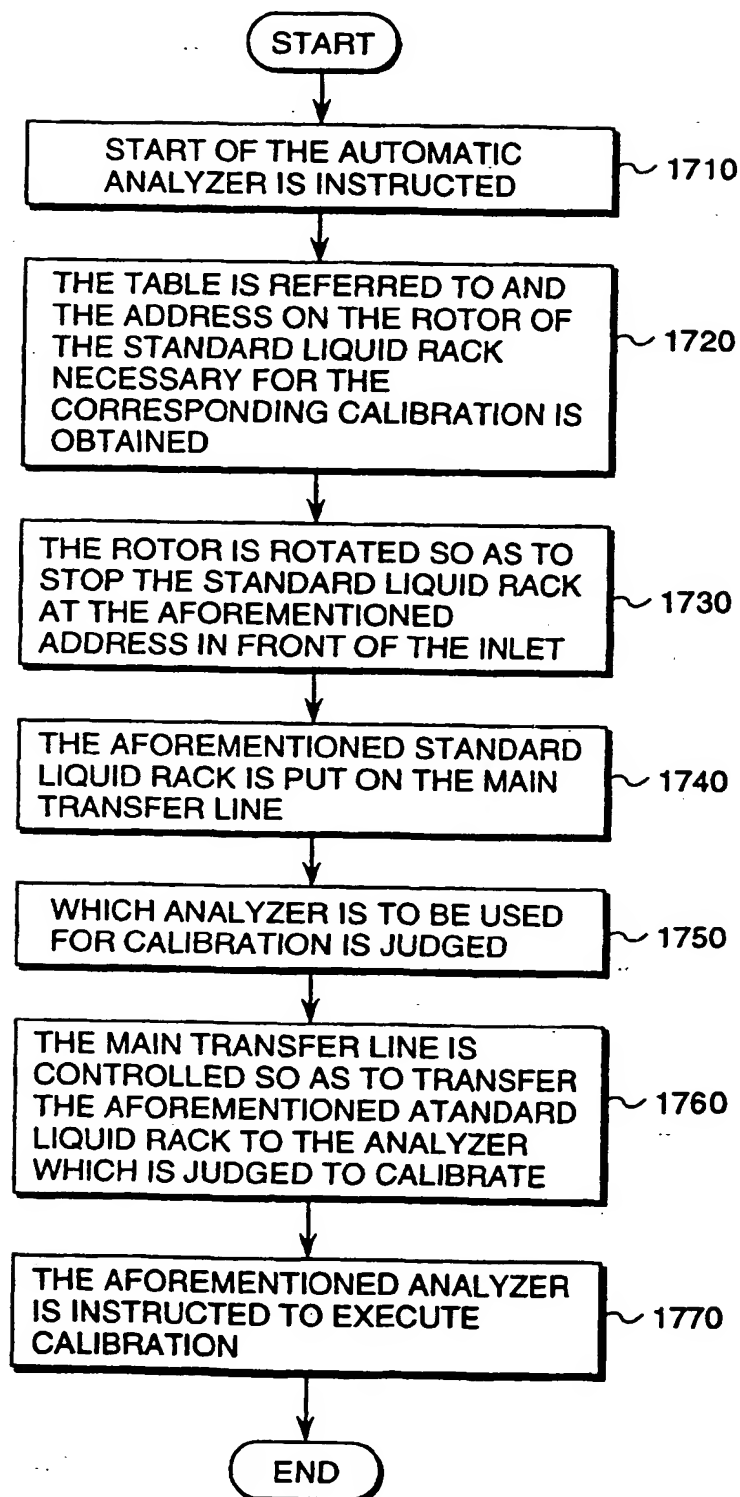 START
START OF THE AUTOMATIC
ANALYZER IS INSTRUCTED
1710
THE TABLE IS REFERRED TO AND
THE ADDRESS ON THE ROTOR OF
THE STANDARD LIQUID RACK
NECESSARY FOR THE
CORRESPONDING CALIBRATION IS
OBTAINED
1720
THE ROTOR IS ROTATED SO AS TO
STOP THE STANDARD LIQUID RACK
AT THE AFOREMENTIONED
ADDRESS IN FRONT OF THE INLET
1730
THE AFOREMENTIONED STANDARD
LIQUID RACK IS PUT ON THE MAIN
TRANSFER LINE
1740
WHICH ANALYZER IS TO BE USED
FOR CALIBRATION IS JUDGED
1750
THE MAIN TRANSFER LINE IS
CONTROLLED SO AS TO TRANSFER
THE AFOREMENTIONED ATANDARD
LIQUID RACK TO THE ANALYZER
WHICH IS JUDGED TO CALIBRATE
1760
THE AFOREMENTIONED ANALYZER
IS INSTRUCTED TO EXECUTE
CALIBRATION
1770
END